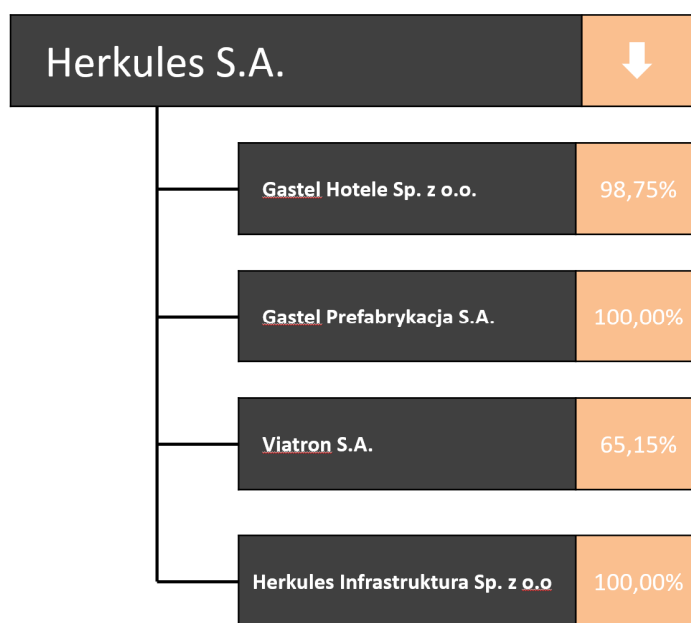 Herkules S.A.
Gastel Hotele Sp. z o.o.
98,75%
Gastel Prefabrykacja S.A.
100,00%
Viatron S.A.
65,15%
Herkules Infrastruktura Sp. z o.o
100,00%